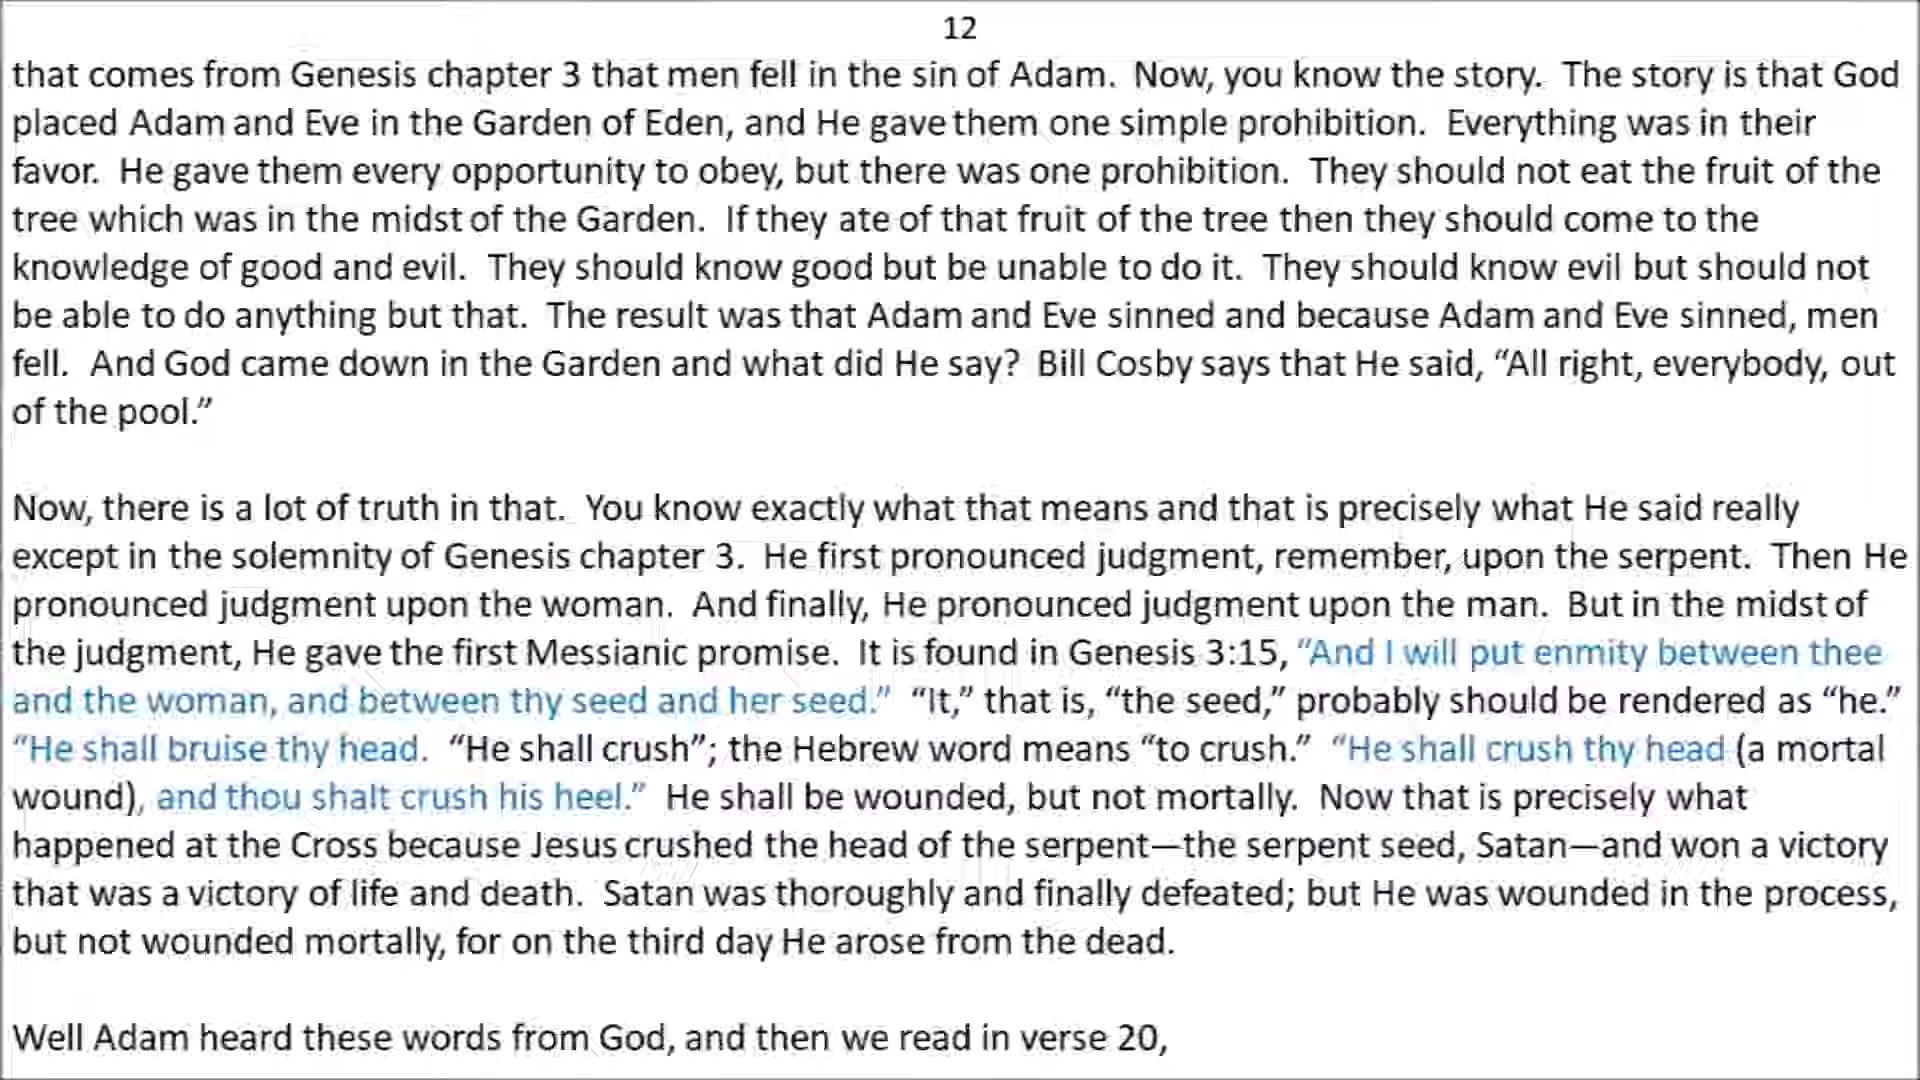 12
that comes from Genesis chapter 3 that men fell in the sin of Adam.  Now, you know the story.  The story is that God
placed Adam and Eve in the Garden of Eden, and He gave them one simple prohibition.  Everything was in their
favor.  He gave them every opportunity to obey, but there was one prohibition.  They should not eat the fruit of the
tree which was in the midst of the Garden.  If they ate of that fruit of the tree then they should come to the
knowledge of good and evil.  They should know good but be unable to do it.  They should know evil but should not
be able to do anything but that.  The result was that Adam and Eve sinned and because Adam and Eve sinned, men
fell.  And God came down in the Garden and what did He say?  Bill Cosby says that He said, “All right, everybody, out
of the pool.”
Now, there is a lot of truth in that.  You know exactly what that means and that is precisely what He said really
except in the solemnity of Genesis chapter 3.  He first pronounced judgment, remember, upon the serpent.  Then He
pronounced judgment upon the woman.  And finally, He pronounced judgment upon the man.  But in the midst of
the judgment, He gave the first Messianic promise.  It is found in Genesis 3:15, “And I will put enmity between thee
and the woman, and between thy seed and her seed.”  “It,” that is, “the seed,” probably should be rendered as “he.”
“He shall bruise thy head.  “He shall crush”; the Hebrew word means “to crush.”  “He shall crush thy head (a mortal
wound), and thou shalt crush his heel.”  He shall be wounded, but not mortally.  Now that is precisely what
happened at the Cross because Jesus crushed the head of the serpent—the serpent seed, Satan—and won a victory
that was a victory of life and death.  Satan was thoroughly and finally defeated; but He was wounded in the process,
but not wounded mortally, for on the third day He arose from the dead.
Well Adam heard these words from God, and then we read in verse 20,